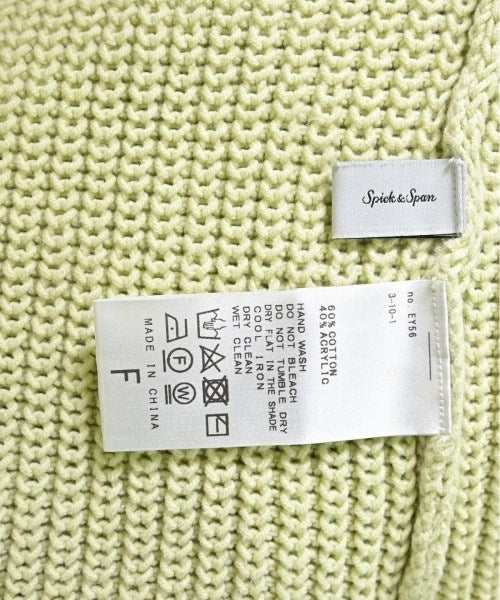 Spick & Span
no. EY56
3-10-1
60% COTTON
40% ACRYLIC
HAND WASH
DO NOT BLEACH
DO NOT TUMBLE DRY
DRY FLAT IN THE SHADE
COOL IRON
DRY CLEAN
WET CLEAN
F
W
F
MADE IN CHINA